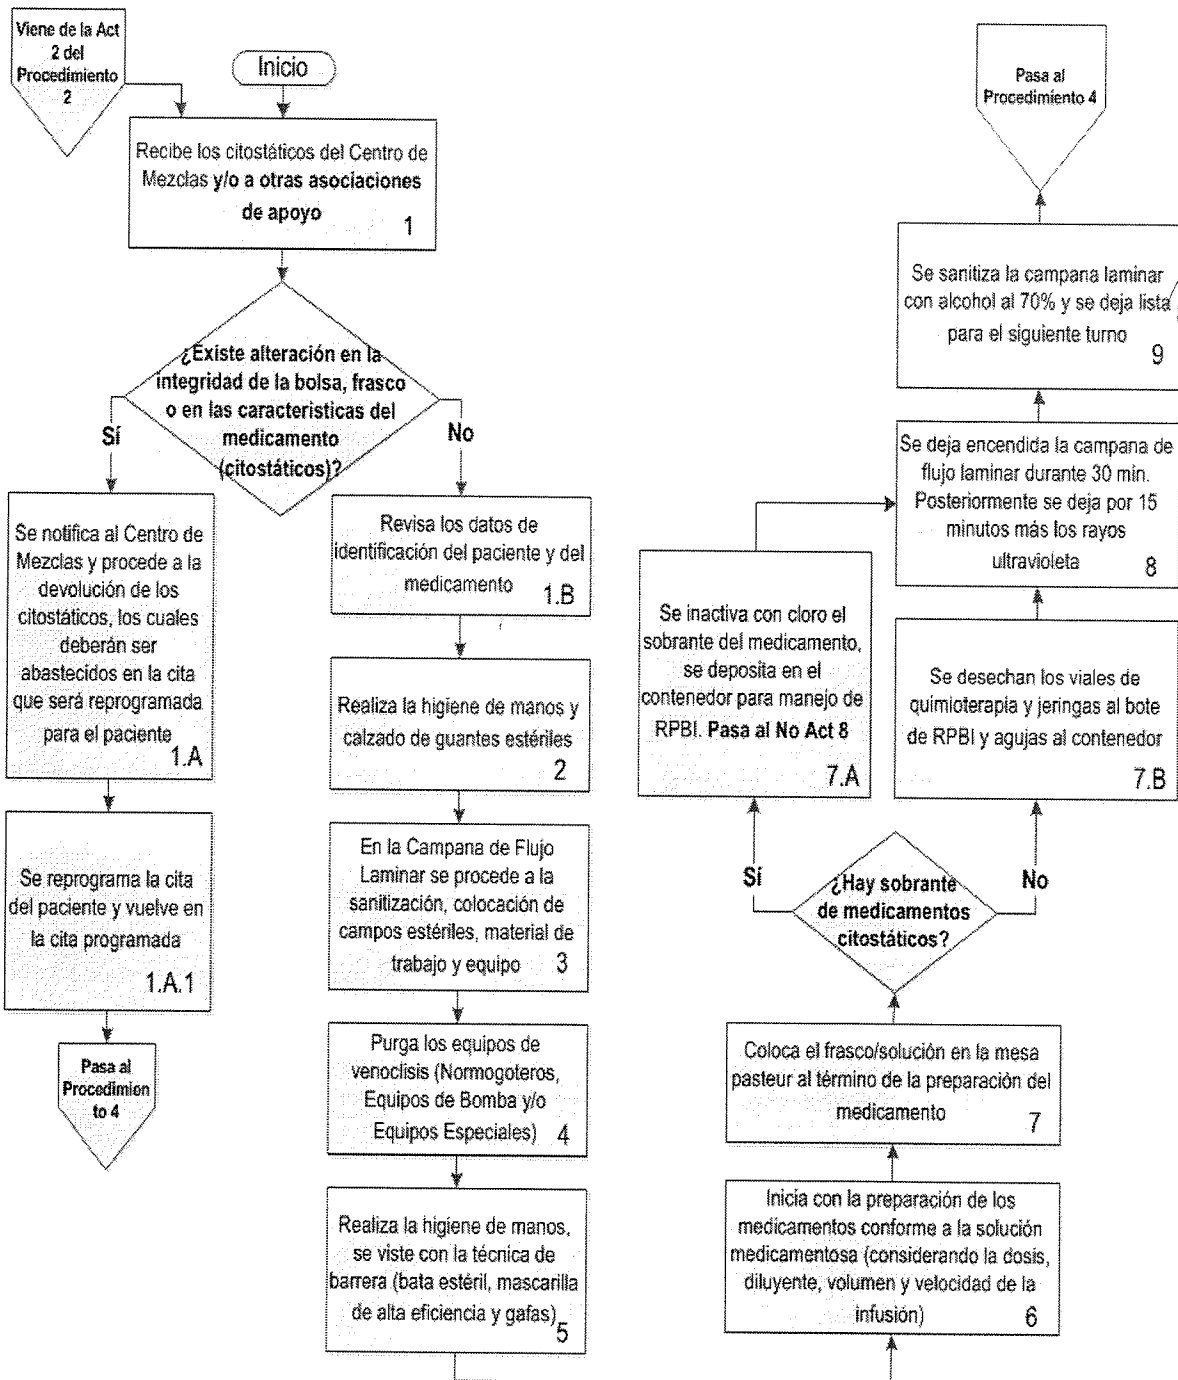 Viene de la Act
2 del
Procedimiento
2
Inicio
Recibe los citostáticos del Centro de
Mezclas y/o a otras asociaciones
de apoyo
1
¿Existe alteración en la
integridad de la bolsa, frasco
o en las características del
medicamento
(citostáticos)?
Sí
No
Se notifica al Centro de
Mezclas y procede a la
devolución de los
citostáticos, los cuales
deberán ser
abastecidos en la cita
que será reprogramada
para el paciente
1.A
Se reprograma la cita
del paciente y vuelve en
la cita programada
1.A.1
Pasa al
Procedimien
to 4
Revisa los datos de
identificación del paciente y del
medicamento
1.B
Realiza la higiene de manos y
calzado de guantes estériles
2
En la Campana de Flujo
Laminar se procede a la
sanitización, colocación de
campos estériles, material de
trabajo y equipo
3
Purga los equipos de
venoclisis (Normogoteros,
Equipos de Bomba y/o
Equipos Especiales)
4
Realiza la higiene de manos,
se viste con la técnica de
barrera (bata estéril, mascarilla
de alta eficiencia y gafas)
5
Inicia con la preparación de los
medicamentos conforme a la solución
medicamentosa (considerando la dosis,
diluyente, volumen y velocidad de la
infusión)
6
Coloca el frasco/solución en la mesa
pasteur al término de la preparación del
medicamento
7
¿Hay sobrante
de medicamentos
citostáticos?
Sí
No
Se inactiva con cloro el
sobrante del medicamento,
se deposita en el
contenedor para manejo de
RPBI. Pasa al No Act 8
7.A
Se desechan los viales de
quimioterapia y jeringas al bote
de RPBI y agujas al contenedor
7.B
Se deja encendida la campana de
flujo laminar durante 30 min.
Posteriormente se deja por 15
minutos más los rayos
ultravioleta
8
Se sanitiza la campana laminar
con alcohol al 70% y se deja lista
para el siguiente turno
9
Pasa al
Procedimiento 4